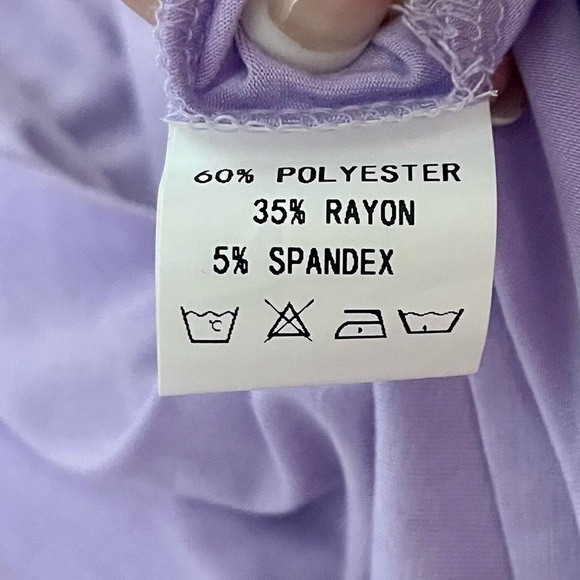 60% POLYESTER
35% RAYON
5% SPANDEX
°C